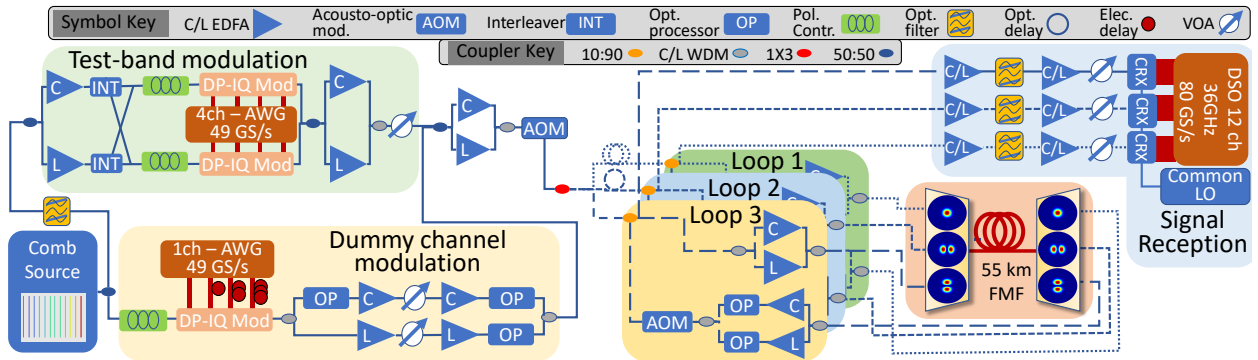 Symbol Key
C/L EDFA
Acousto-optic
mod.
AOM
Interleaver
INT
Opt.
processor
OP
Pol.
Contr.
Opt.
filter
Opt.
delay
Elec.
delay
VOA
Coupler Key
10:90
C/L WDM
1X3
50:50
Test-band modulation
C
INT
DP-IQ Mod
4ch – AWG
49 GS/s
L
INT
DP-IQ Mod
C
L
C
L
AOM
Comb
Source
1ch – AWG
49 GS/s
Dummy channel
modulation
DP-IQ Mod
OP
C
C
OP
OP
L
L
OP
Loop 1
C
Loop 2
C
Loop 3
C
L
AOM
OP
C
OP
L
55 km
FMF
C/L
C/L
CRX
C/L
C/L
CRX
C/L
C/L
CRX
DSO 12 ch
36GHz
80 GS/s
Common
LO
Signal
Reception